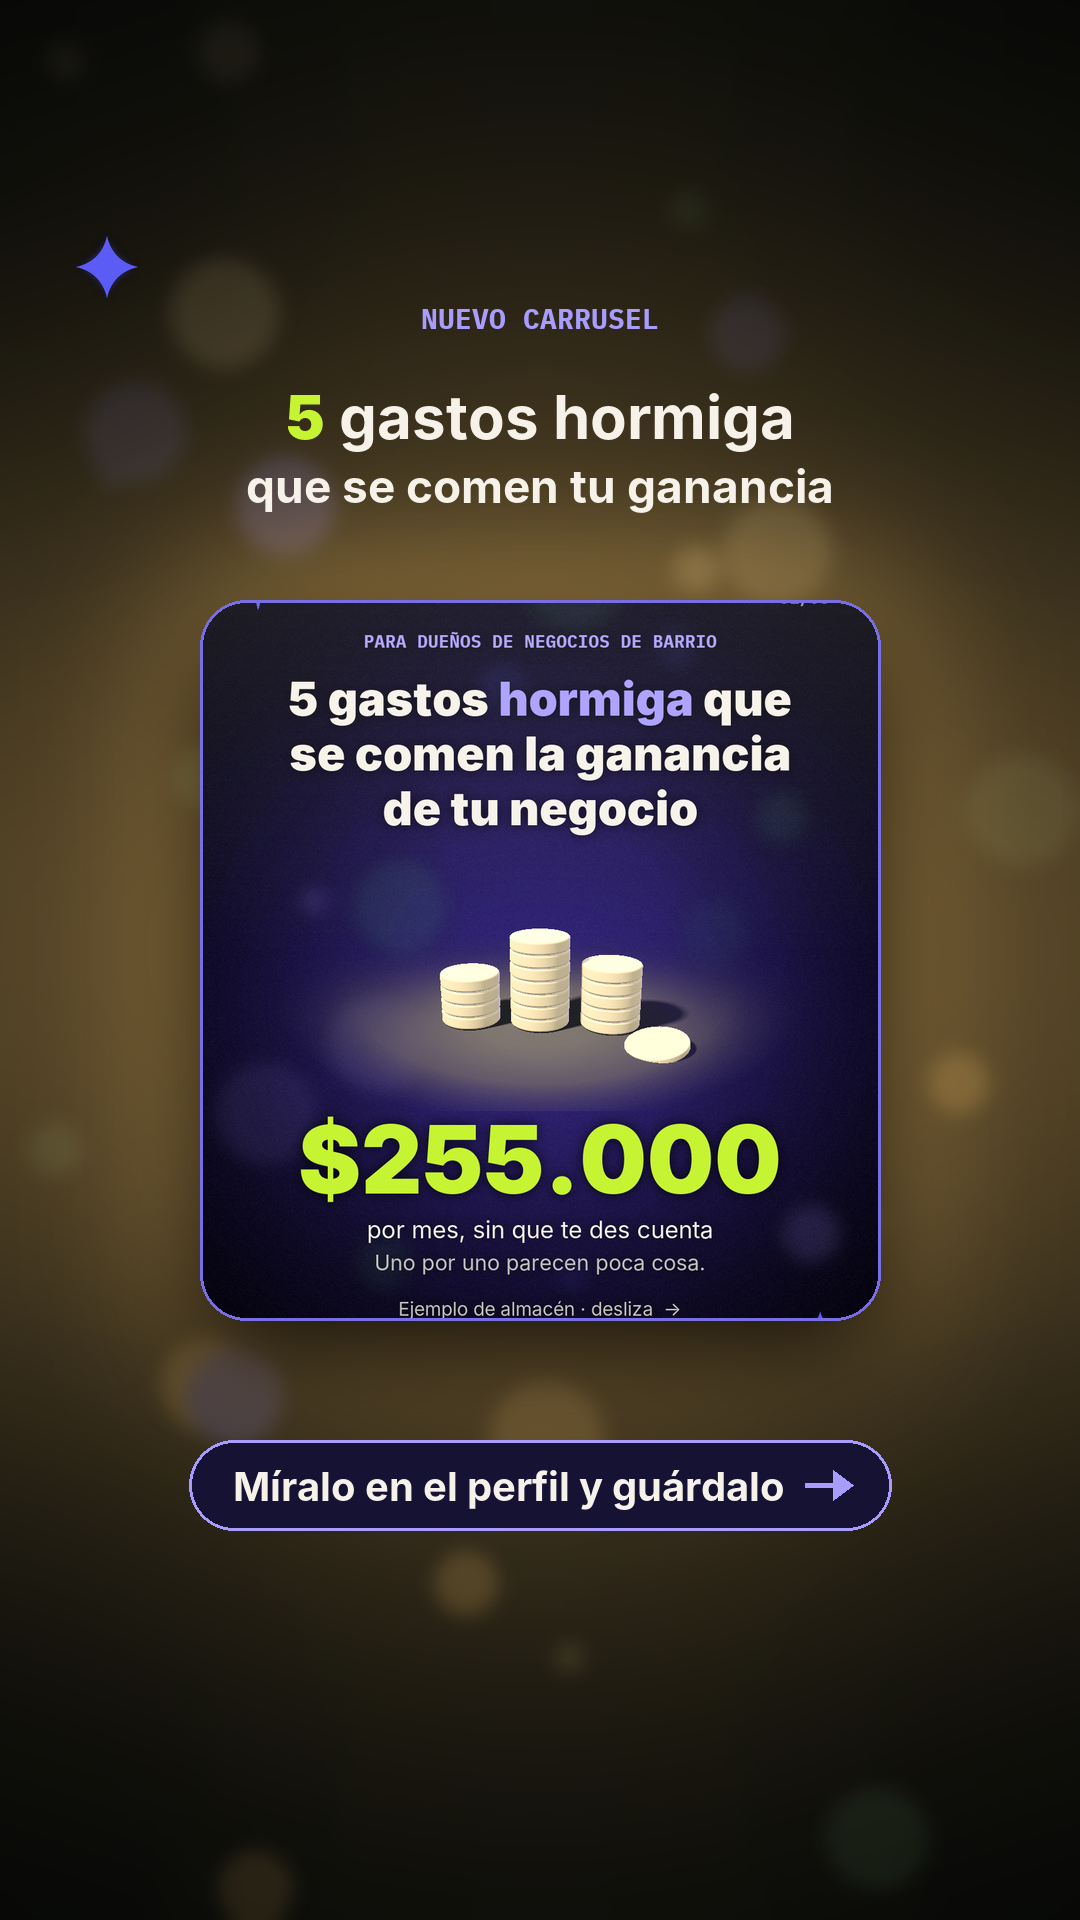 NUEVO CARRUSEL
5 gastos hormiga
que se comen tu ganancia
PARA DUEÑOS DE NEGOCIOS DE BARRIO
5 gastos hormiga que
se comen la ganancia
de tu negocio
$255.000
por mes, sin que te des cuenta
Uno por uno parecen poca cosa.
Ejemplo de almacén · desliza →
Míralo en el perfil y guárdalo